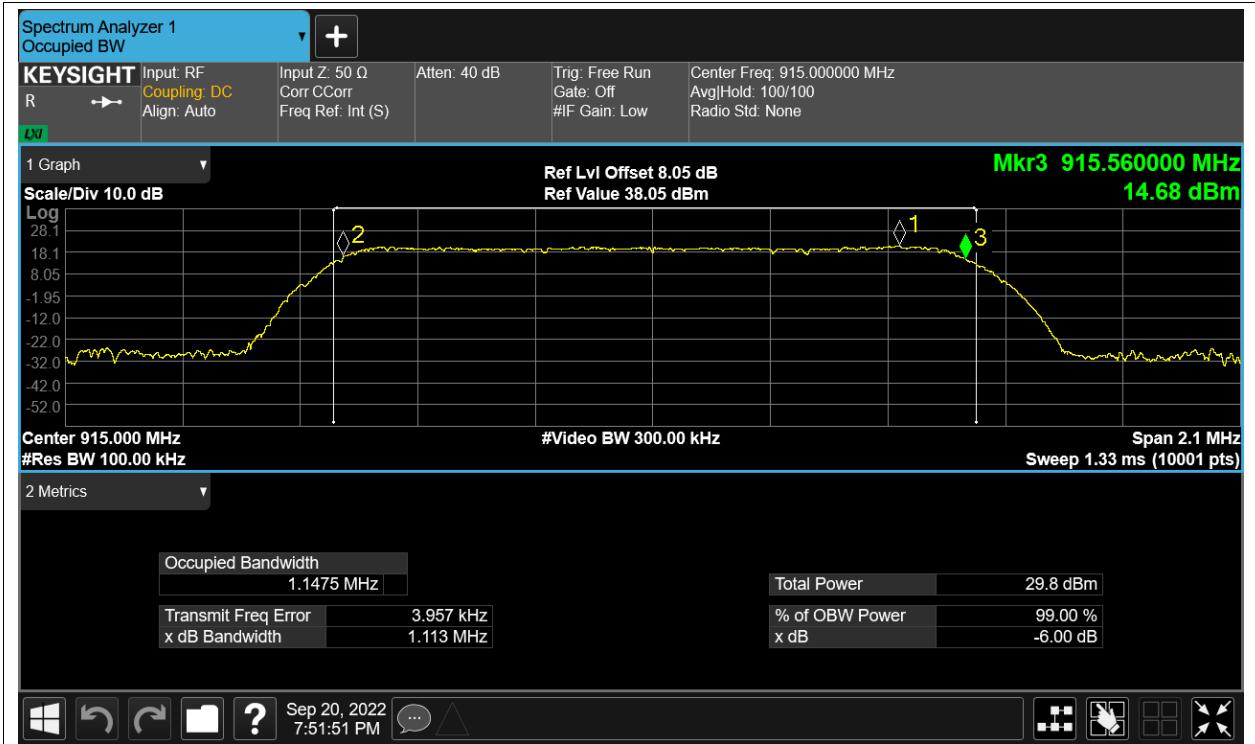 Spectrum Analyzer 1
Occupied BW
KEYSIGHT
R
LXI
Input: RF
Coupling: DC
Align: Auto
Input Z: 50 Ω
Corr CCorr
Freq Ref: Int (S)
Atten: 40 dB
Trig: Free Run
Gate: Off
#IF Gain: Low
Center Freq: 915.000000 MHz
Avg|Hold: 100/100
Radio Std: None
1 Graph
Scale/Div 10.0 dB
Ref Lvl Offset 8.05 dB
Ref Value 38.05 dBm
Mkr3 915.560000 MHz
14.68 dBm
Log
28.1
18.1
8.05
-1.95
-12.0
-22.0
-32.0
-42.0
-52.0
2
1
3
Center 915.000 MHz
#Video BW 300.00 kHz
Span 2.1 MHz
#Res BW 100.00 kHz
Sweep 1.33 ms (10001 pts)
2 Metrics
Occupied Bandwidth
1.1475 MHz
Transmit Freq Error 3.957 kHz
x dB Bandwidth 1.113 MHz
Total Power 29.8 dBm
% of OBW Power 99.00 %
x dB -6.00 dB
?
Sep 20, 2022
7:51:51 PM